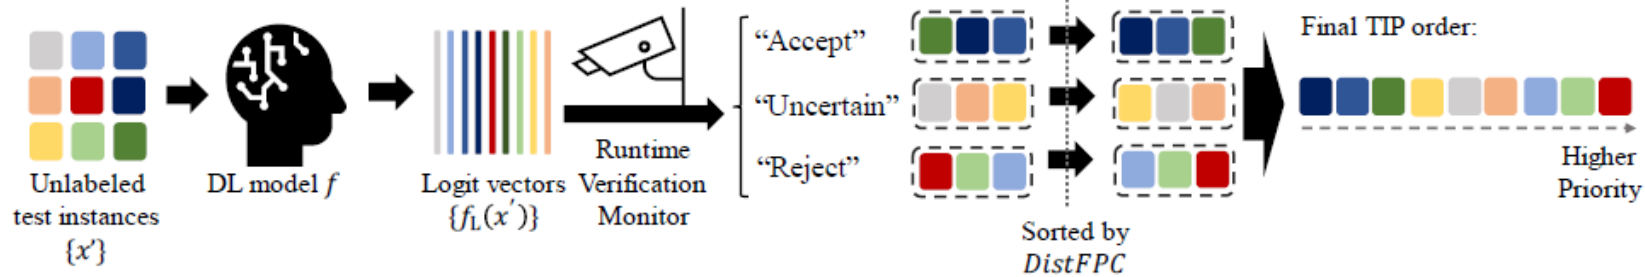 Unlabeled
test instances
{x'}
DL model f
Logit vectors
{f_L(x')}
Runtime
Verification
Monitor
“Accept”
“Uncertain”
“Reject”
Sorted by
DistFPC
Final TIP order:
Higher
Priority